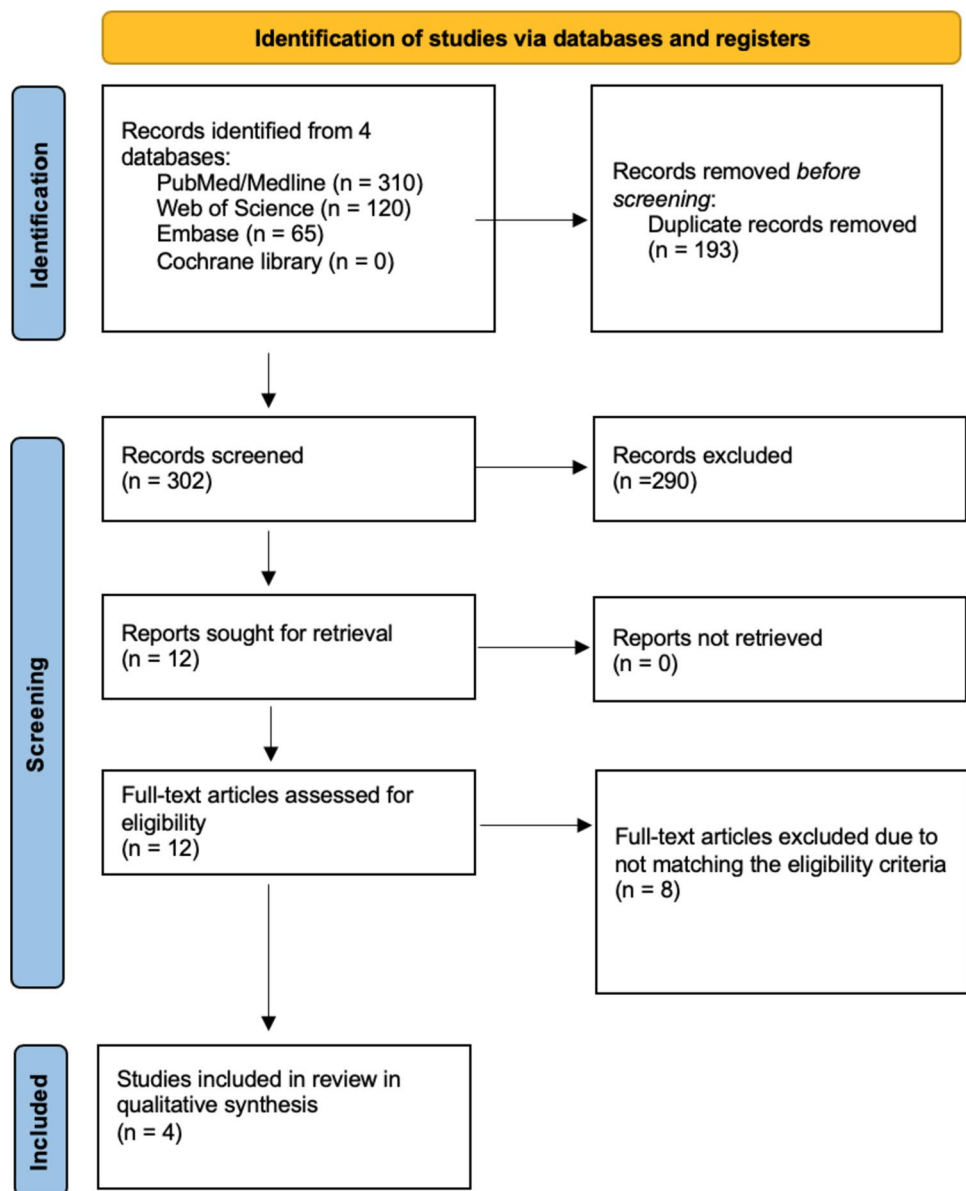 Identification of studies via databases and registers
Identification
Records identified from 4
databases:
PubMed/Medline (n = 310)
Web of Science (n = 120)
Embase (n = 65)
Cochrane library (n = 0)
Records removed before
screening:
Duplicate records removed
(n = 193)
Screening
Records screened
(n = 302)
Records excluded
(n =290)
Reports sought for retrieval
(n = 12)
Reports not retrieved
(n = 0)
Full-text articles assessed for
eligibility
(n = 12)
Full-text articles excluded due to
not matching the eligibility criteria
(n = 8)
Included
Studies included in review in
qualitative synthesis
(n = 4)